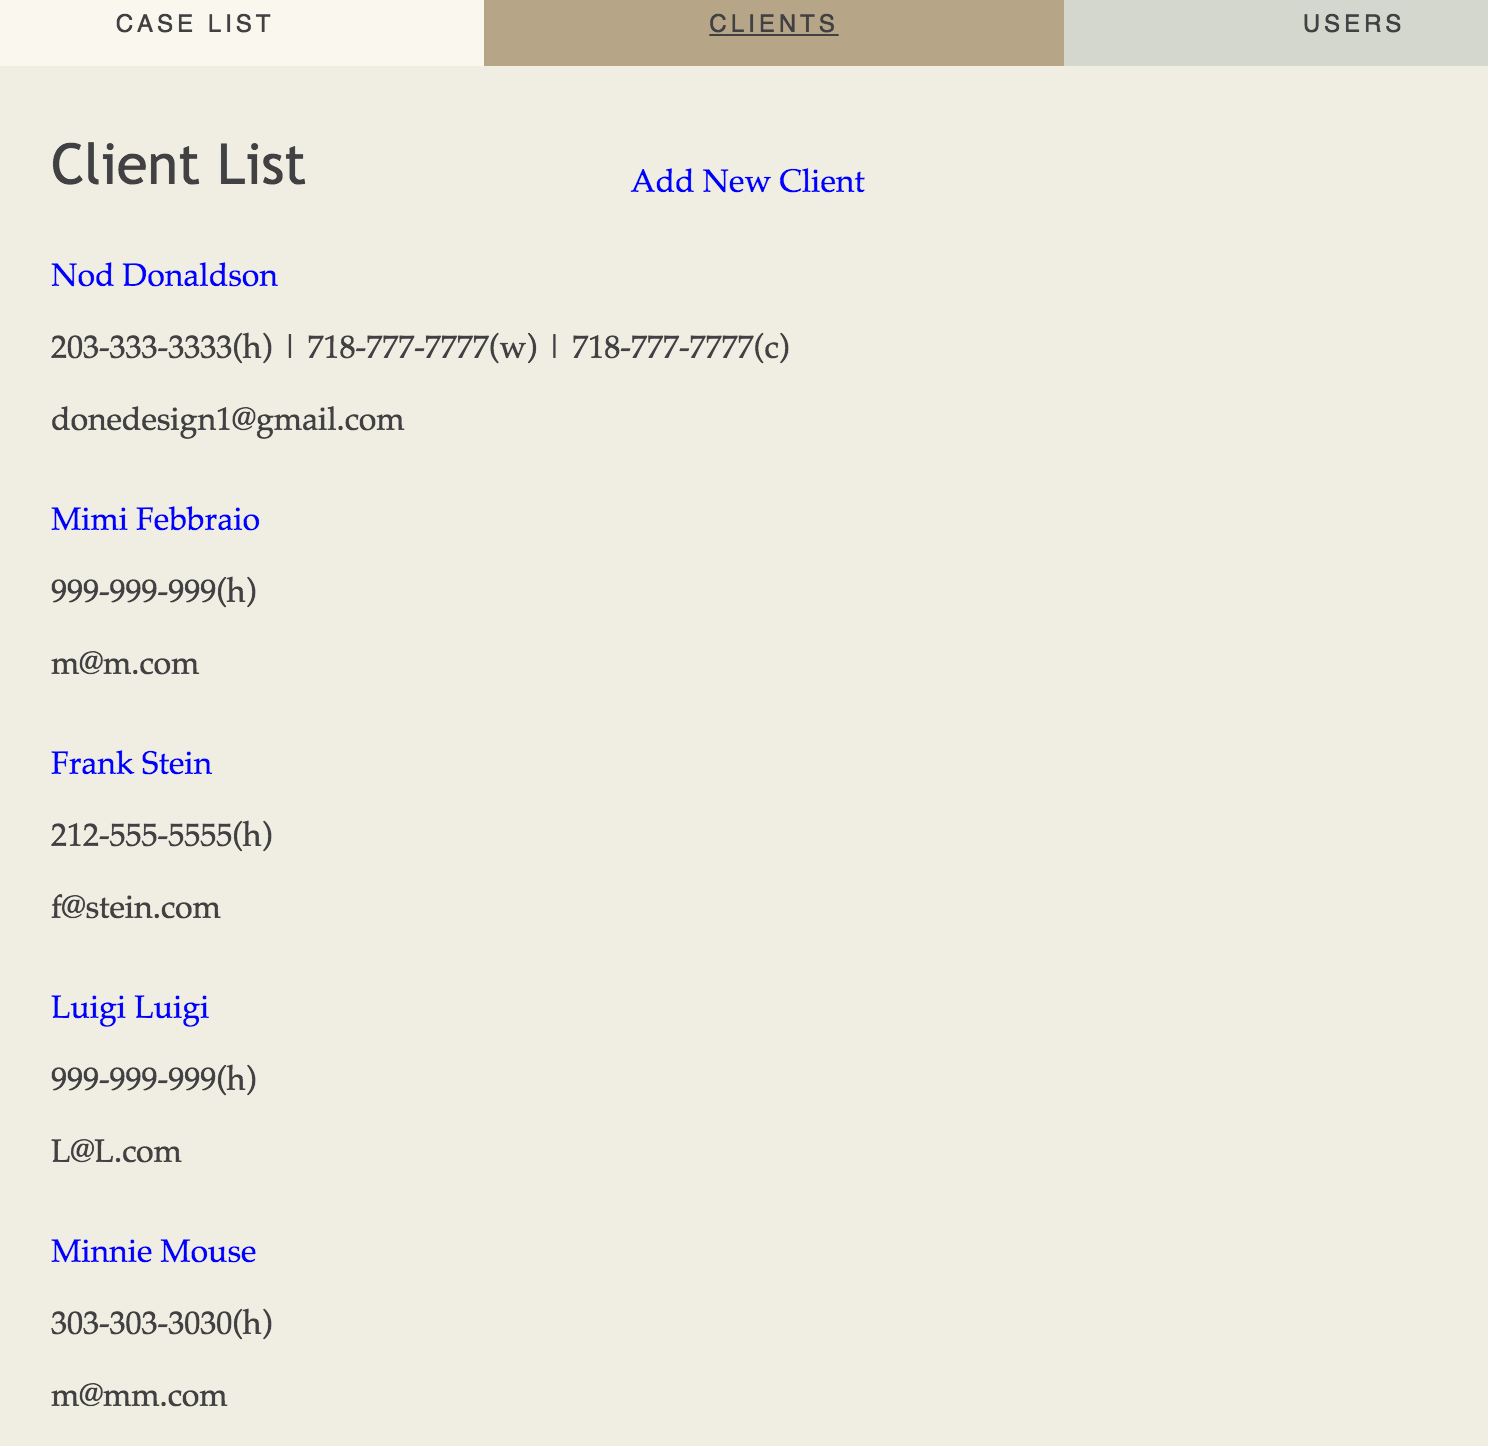 CASE LIST CLIENTS USERS
Client List Add New Client
Nod Donaldson
203-333-3333(h) | 718-777-7777(w) | 718-777-7777(c)
donedesign1@gmail.com
Mimi Febbraio
999-999-999(h)
m@m.com
Frank Stein
212-555-5555(h)
f@stein.com
Luigi Luigi
999-999-999(h)
L@L.com
Minnie Mouse
303-303-3030(h)
m@mm.com